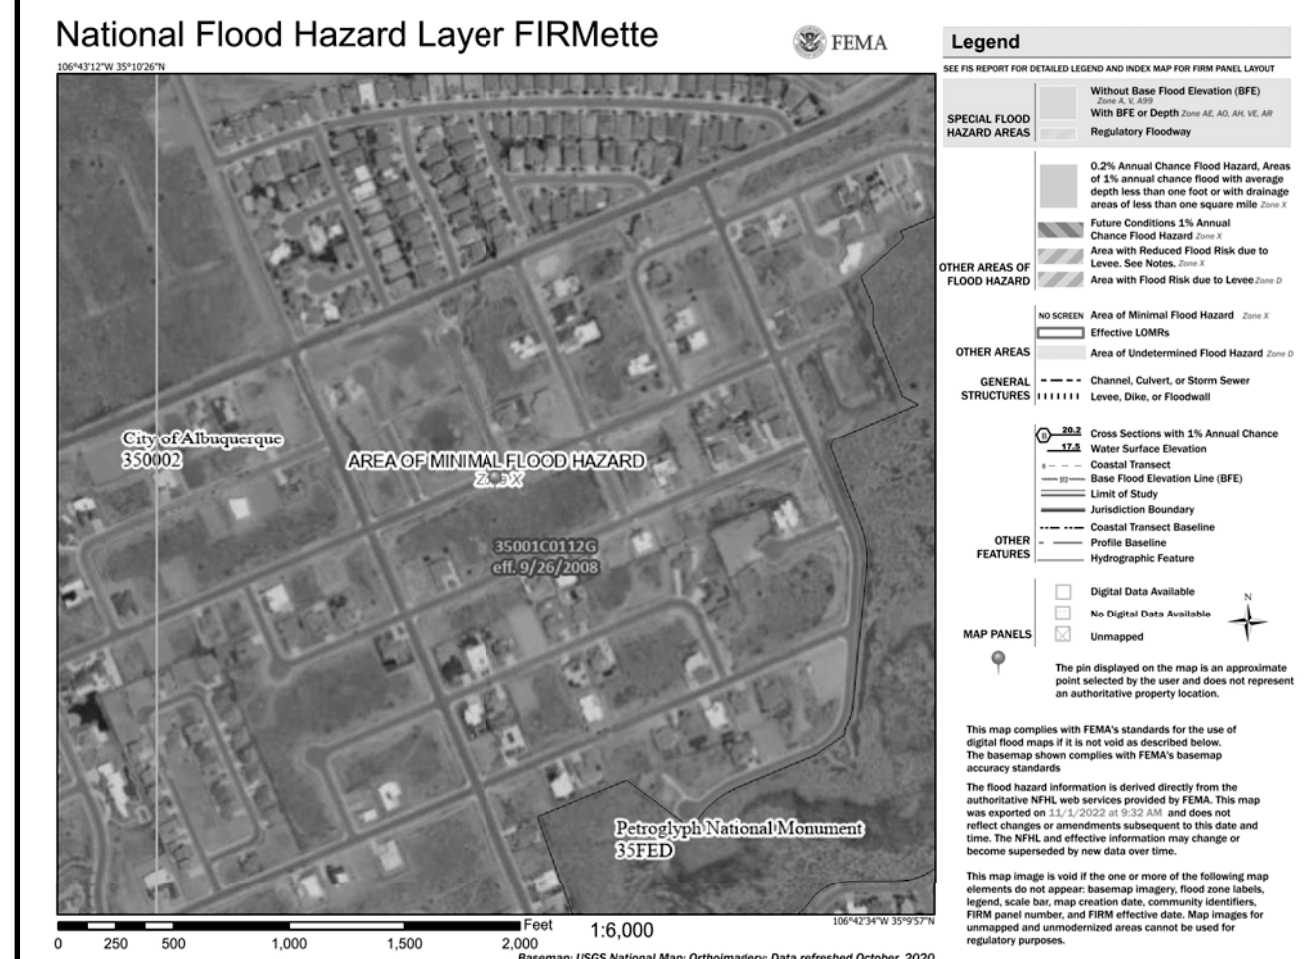 National Flood Hazard Layer FIRMette
FEMA
106°43'12"W 35°10'26"N
City of Albuquerque
350002
AREA OF MINIMAL FLOOD HAZARD
Zone X
35001C0112G
eff. 9/26/2008
Petroglyph National Monument
35FED
106°42'34"W 35°9'57"N
0 250 500 1,000 1,500 2,000 Feet
1:6,000
Basemap: USGS National Map: Orthoimagery: Data refreshed October, 2020
Legend
SEE FIS REPORT FOR DETAILED LEGEND AND INDEX MAP FOR FIRM PANEL LAYOUT
SPECIAL FLOOD
HAZARD AREAS
Without Base Flood Elevation (BFE)
Zone A, V, A99
With BFE or Depth Zone AE, AO, AH, VE, AR
Regulatory Floodway
OTHER AREAS OF
FLOOD HAZARD
0.2% Annual Chance Flood Hazard, Areas
of 1% annual chance flood with average
depth less than one foot or with drainage
areas of less than one square mile Zone X
Future Conditions 1% Annual
Chance Flood Hazard Zone X
Area with Reduced Flood Risk due to
Levee. See Notes. Zone X
Area with Flood Risk due to Levee Zone D
OTHER AREAS
NO SCREEN Area of Minimal Flood Hazard Zone X
Effective LOMRs
Area of Undetermined Flood Hazard Zone D
GENERAL
STRUCTURES
Channel, Culvert, or Storm Sewer
Levee, Dike, or Floodwall
OTHER
FEATURES
B 20.2 Cross Sections with 1% Annual Chance
17.5 Water Surface Elevation
8 Coastal Transect
513 Base Flood Elevation Line (BFE)
Limit of Study
Jurisdiction Boundary
Coastal Transect Baseline
Profile Baseline
Hydrographic Feature
MAP PANELS
Digital Data Available
No Digital Data Available
Unmapped
N
The pin displayed on the map is an approximate
point selected by the user and does not represent
an authoritative property location.
This map complies with FEMA's standards for the use of
digital flood maps if it is not void as described below.
The basemap shown complies with FEMA's basemap
accuracy standards
The flood hazard information is derived directly from the
authoritative NFHL web services provided by FEMA. This map
was exported on 11/1/2022 at 9:32 AM and does not
reflect changes or amendments subsequent to this date and
time. The NFHL and effective information may change or
become superseded by new data over time.
This map image is void if the one or more of the following map
elements do not appear: basemap imagery, flood zone labels,
legend, scale bar, map creation date, community identifiers,
FIRM panel number, and FIRM effective date. Map images for
unmapped and unmodernized areas cannot be used for
regulatory purposes.